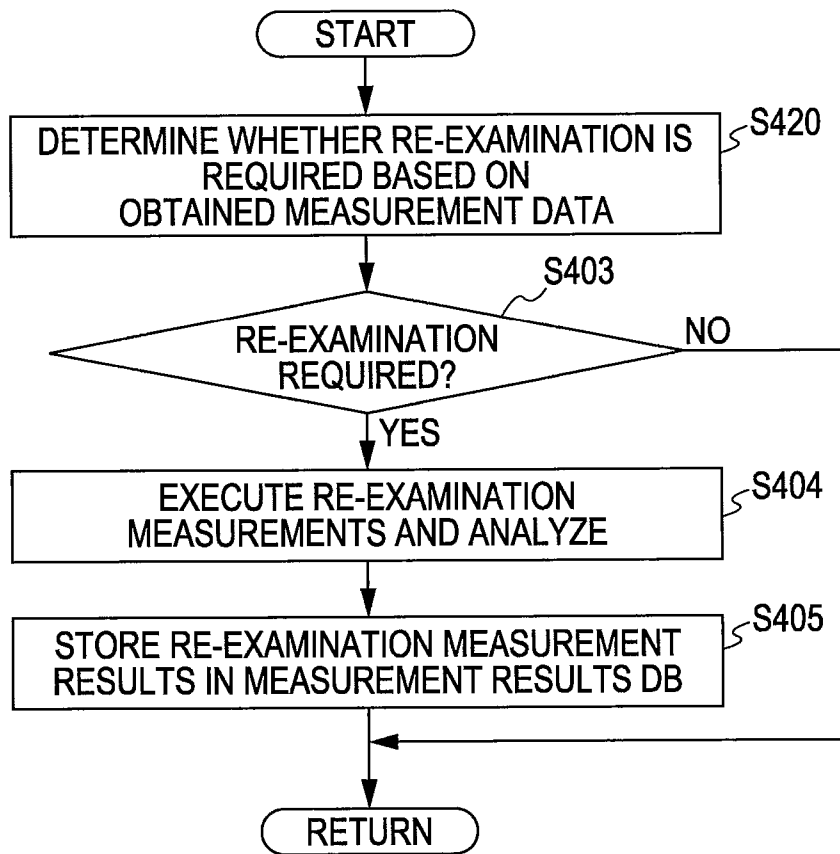 START
DETERMINE WHETHER RE-EXAMINATION IS
REQUIRED BASED ON
OBTAINED MEASUREMENT DATA
S420
S403
RE-EXAMINATION
REQUIRED?
NO
YES
EXECUTE RE-EXAMINATION
MEASUREMENTS AND ANALYZE
S404
STORE RE-EXAMINATION MEASUREMENT
RESULTS IN MEASUREMENT RESULTS DB
S405
RETURN